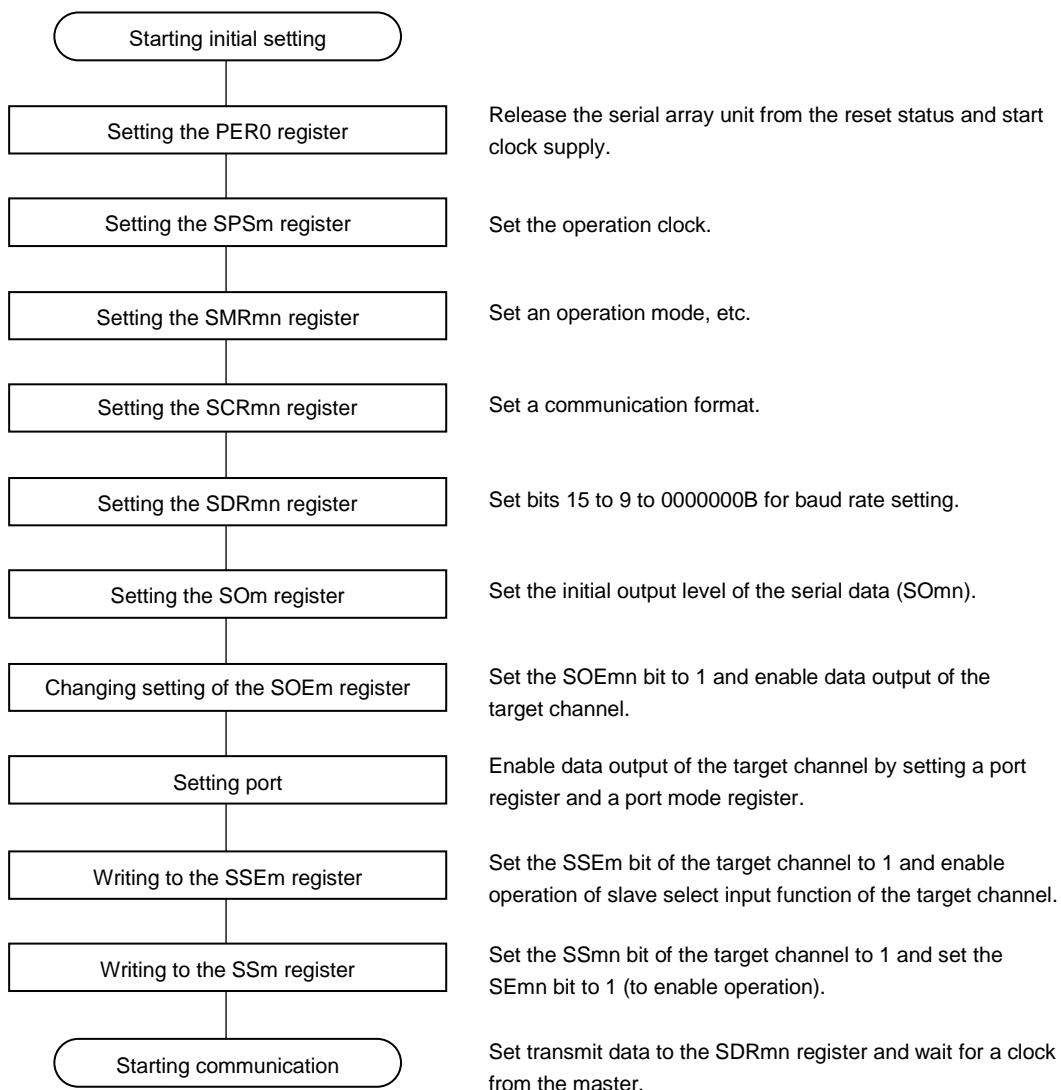 Starting initial setting
Setting the PER0 register
Release the serial array unit from the reset status and start
clock supply.
Setting the SPSm register
Set the operation clock.
Setting the SMRmn register
Set an operation mode, etc.
Setting the SCRmn register
Set a communication format.
Setting the SDRmn register
Set bits 15 to 9 to 0000000B for baud rate setting.
Setting the SOm register
Set the initial output level of the serial data (SOmn).
Changing setting of the SOEm register
Set the SOEmn bit to 1 and enable data output of the
target channel.
Setting port
Enable data output of the target channel by setting a port
register and a port mode register.
Writing to the SSEm register
Set the SSEm bit of the target channel to 1 and enable
operation of slave select input function of the target channel.
Writing to the SSm register
Set the SSmn bit of the target channel to 1 and set the
SEmn bit to 1 (to enable operation).
Starting communication
Set transmit data to the SDRmn register and wait for a clock
from the master.